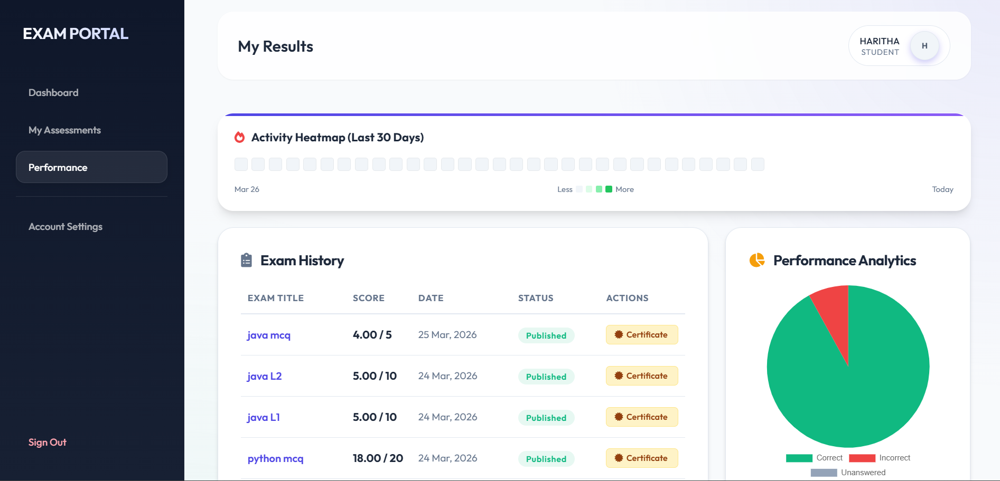 EXAM PORTAL
Dashboard
My Assessments
Performance
Account Settings
Sign Out
My Results
HARITHA
STUDENT
H
Activity Heatmap (Last 30 Days)
Mar 26
Less More
Today
Exam History
EXAM TITLE SCORE DATE STATUS ACTIONS
java mcq 4.00 / 5 25 Mar, 2026 Published Certificate
java L2 5.00 / 10 24 Mar, 2026 Published Certificate
java L1 5.00 / 10 24 Mar, 2026 Published Certificate
python mcq 18.00 / 20 24 Mar, 2026 Published Certificate
Performance Analytics
Correct Incorrect
Unanswered